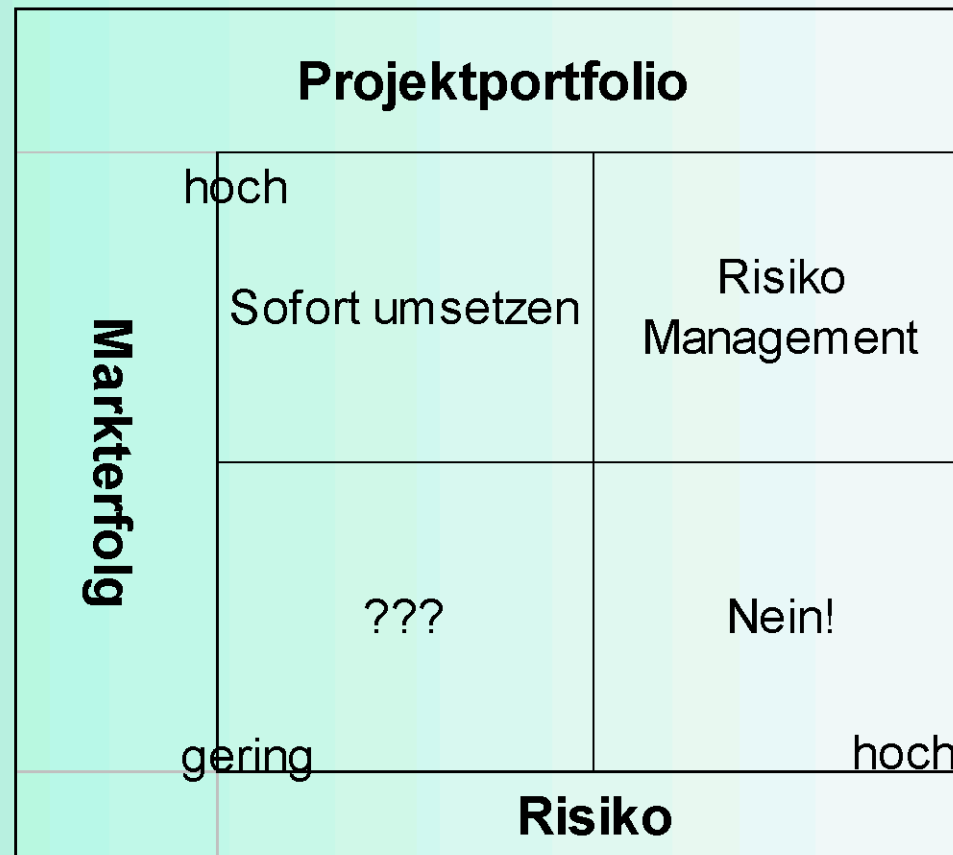 Projektportfolio
hoch
Sofort umsetzen
Risiko
Management
Markterfolg
???
Nein!
gering
hoch
Risiko